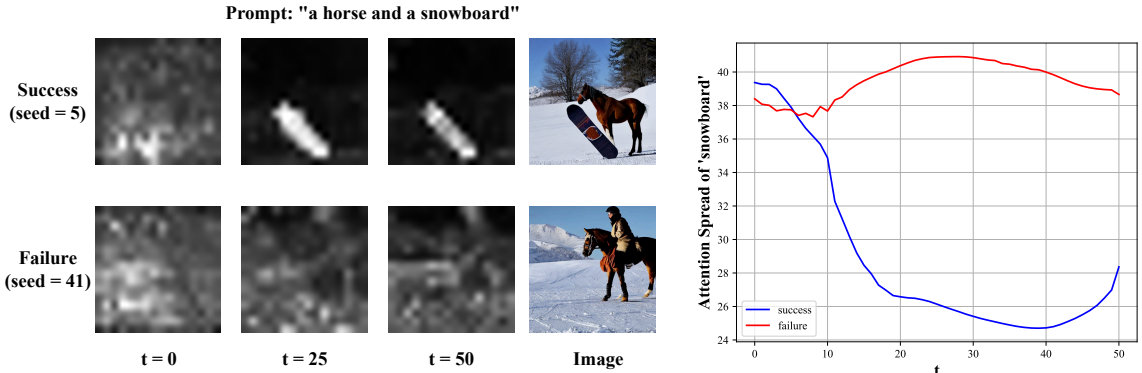 Prompt: "a horse and a snowboard"
Success
(seed = 5)
Failure
(seed = 41)
t = 0
t = 25
t = 50
Image
Attention Spread of 'snowboard'
40
38
36
34
32
30
28
26
24
success
failure
0
10
20
30
40
50
t